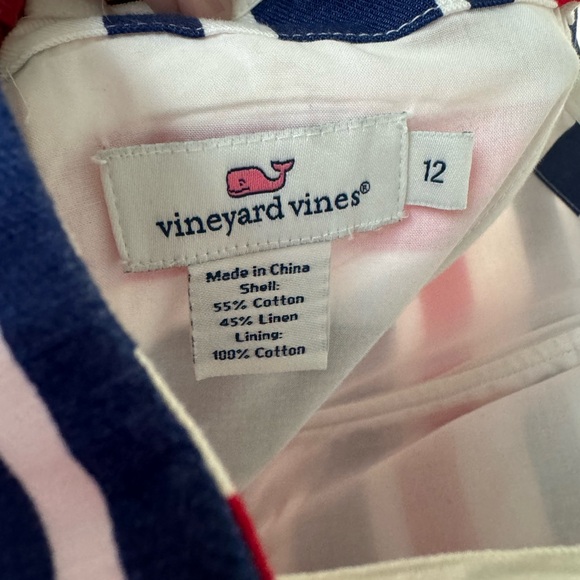 vineyard vines®
12
Made in China
Shell:
55% Cotton
45% Linen
Lining:
100% Cotton